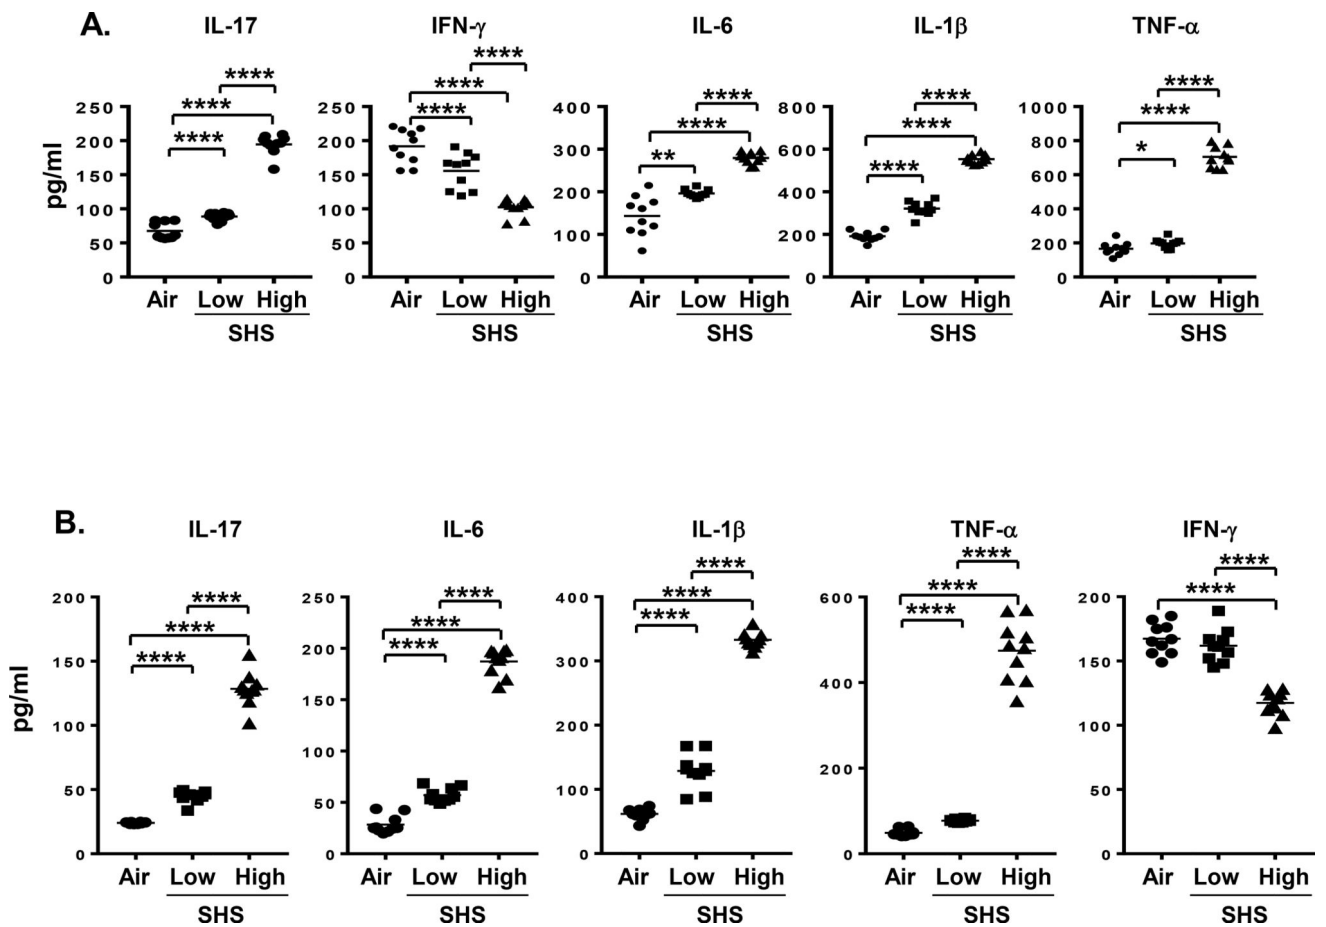 A. IL-17 IFN-γ IL-6 IL-1β TNF-α
**** **** **** **** ****
**** **** **** **** ****
**** **** ** **** *
pg/ml
250 200 150 100 50 0
250 200 150 100 50 0
400 300 200 100 0
800 600 400 200 0
1000 800 600 400 200 0
Air Low High Air Low High Air Low High Air Low High Air Low High
SHS SHS SHS SHS SHS
B. IL-17 IL-6 IL-1β TNF-α IFN-γ
**** **** **** **** ****
**** **** **** **** ****
**** **** **** ****
pg/ml
200 150 100 50 0
250 200 150 100 50 0
400 300 200 100 0
600 400 200 0
200 150 100 50 0
Air Low High Air Low High Air Low High Air Low High Air Low High
SHS SHS SHS SHS SHS